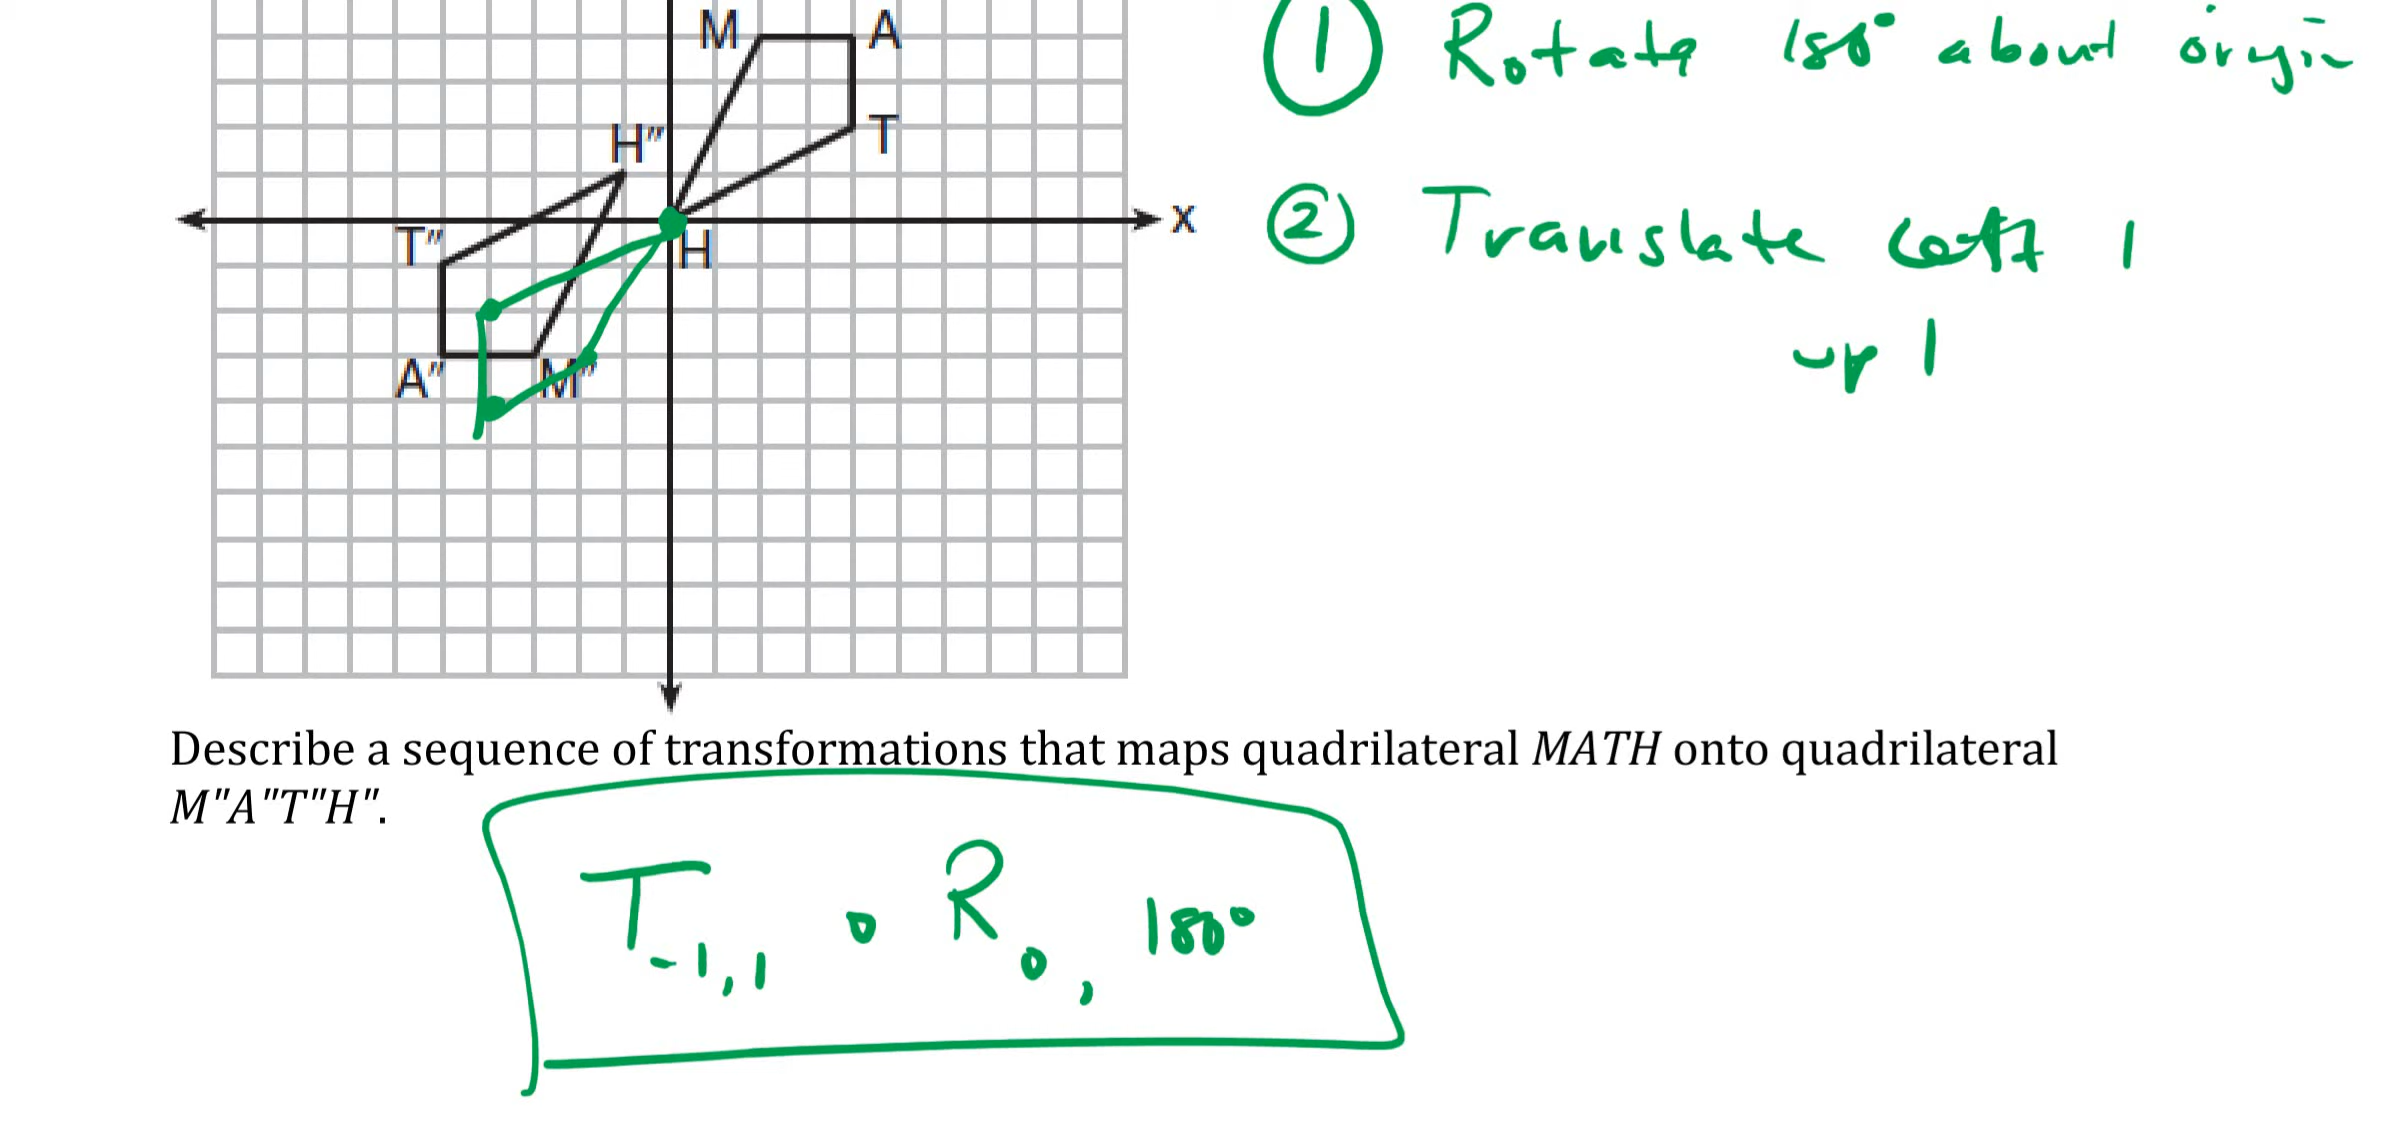 M A
① Rotate 180° about origin
H"
T
x
② Translate left 1
T"
H
up 1
A" M"
Describe a sequence of transformations that maps quadrilateral MATH onto quadrilateral
M"A"T"H".
T-1,1 ∘ R0, 180°